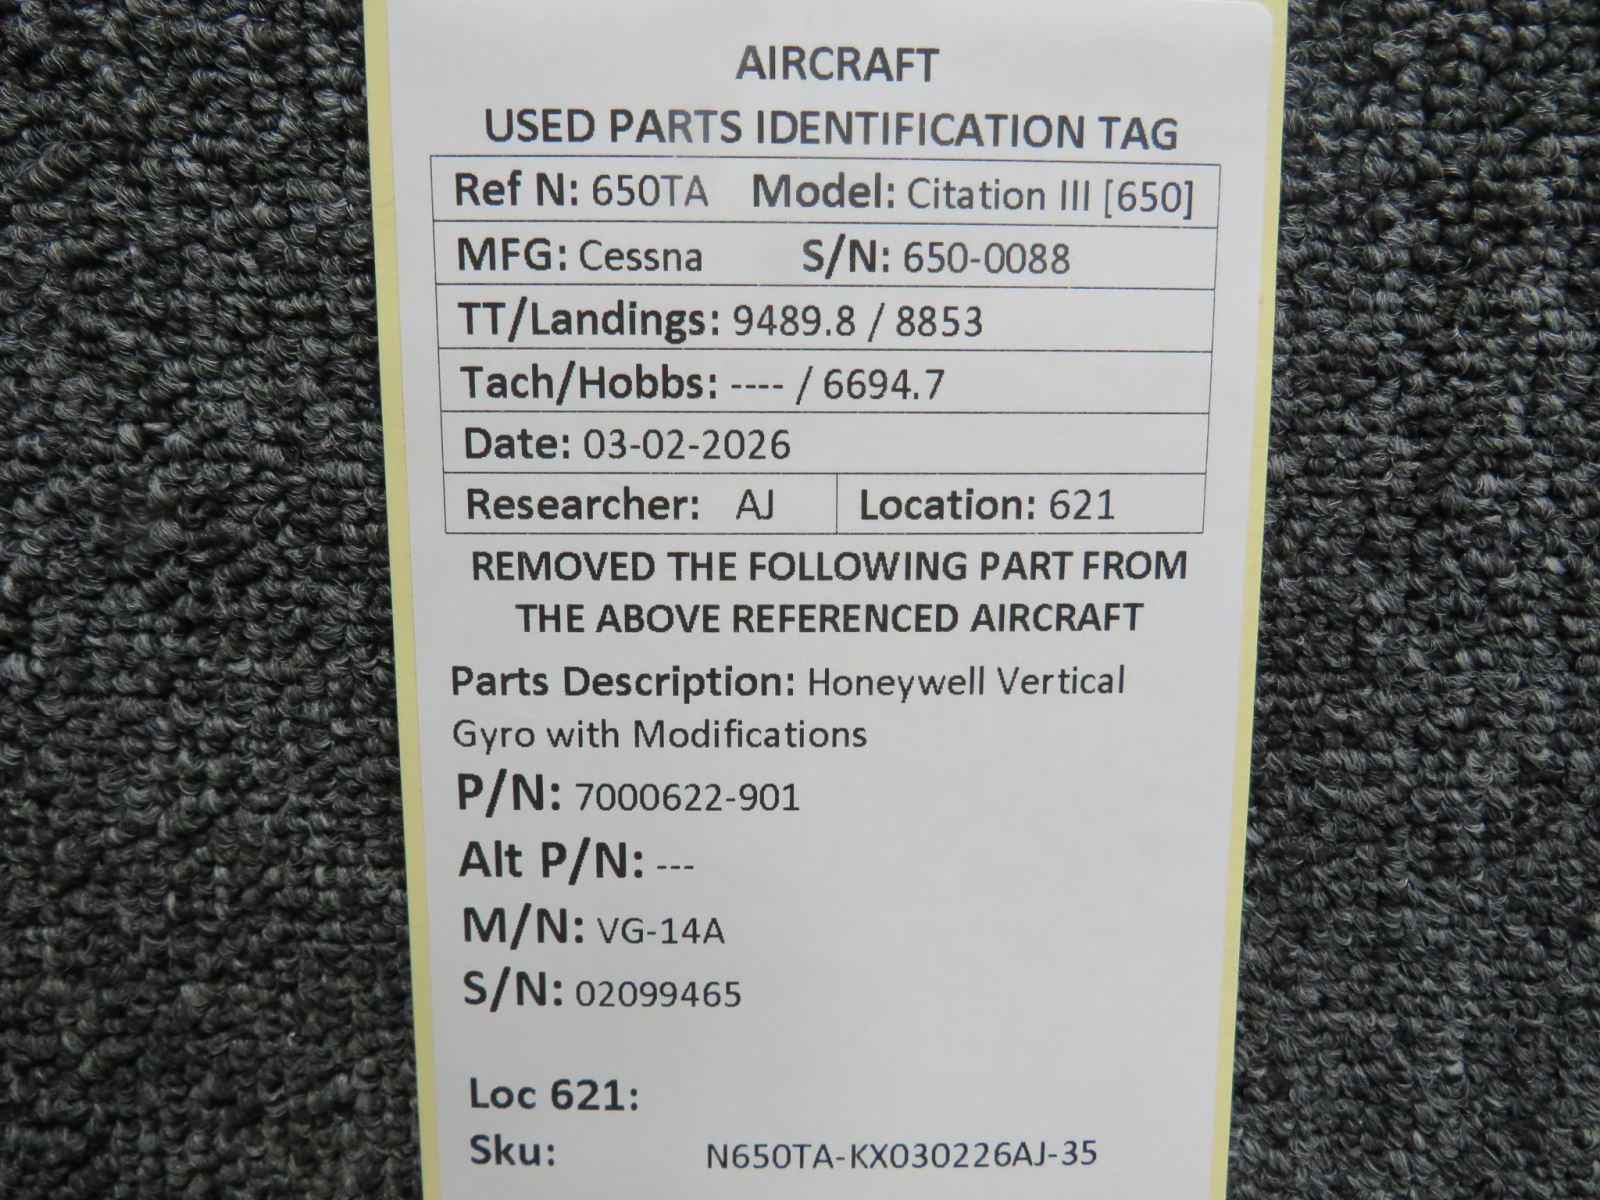 AIRCRAFT
USED PARTS IDENTIFICATION TAG
Ref N: 650TA Model: Citation III [650]
MFG: Cessna S/N: 650-0088
TT/Landings: 9489.8 / 8853
Tach/Hobbs: ---- / 6694.7
Date: 03-02-2026
Researcher: AJ Location: 621
REMOVED THE FOLLOWING PART FROM
THE ABOVE REFERENCED AIRCRAFT
Parts Description: Honeywell Vertical
Gyro with Modifications
P/N: 7000622-901
Alt P/N: ---
M/N: VG-14A
S/N: 02099465
Loc 621:
Sku: N650TA-KX030226AJ-35